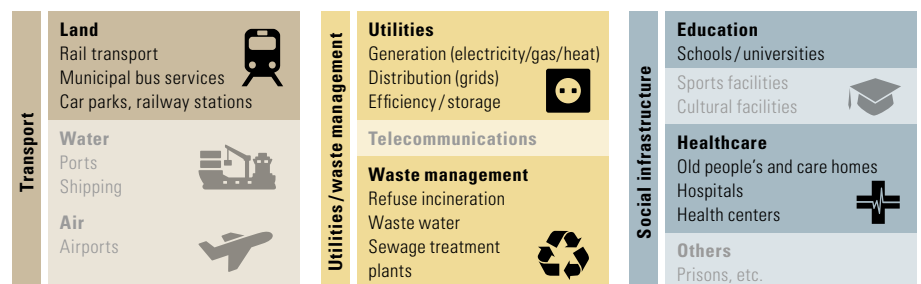 Transport
Land
Rail transport
Municipal bus services
Car parks, railway stations
Water
Ports
Shipping
Air
Airports
Utilities/waste management
Utilities
Generation (electricity/gas/heat)
Distribution (grids)
Efficiency/storage
Telecommunications
Waste management
Refuse incineration
Waste water
Sewage treatment
plants
Social infrastructure
Education
Schools/universities
Sports facilities
Cultural facilities
Healthcare
Old people's and care homes
Hospitals
Health centers
Others
Prisons, etc.